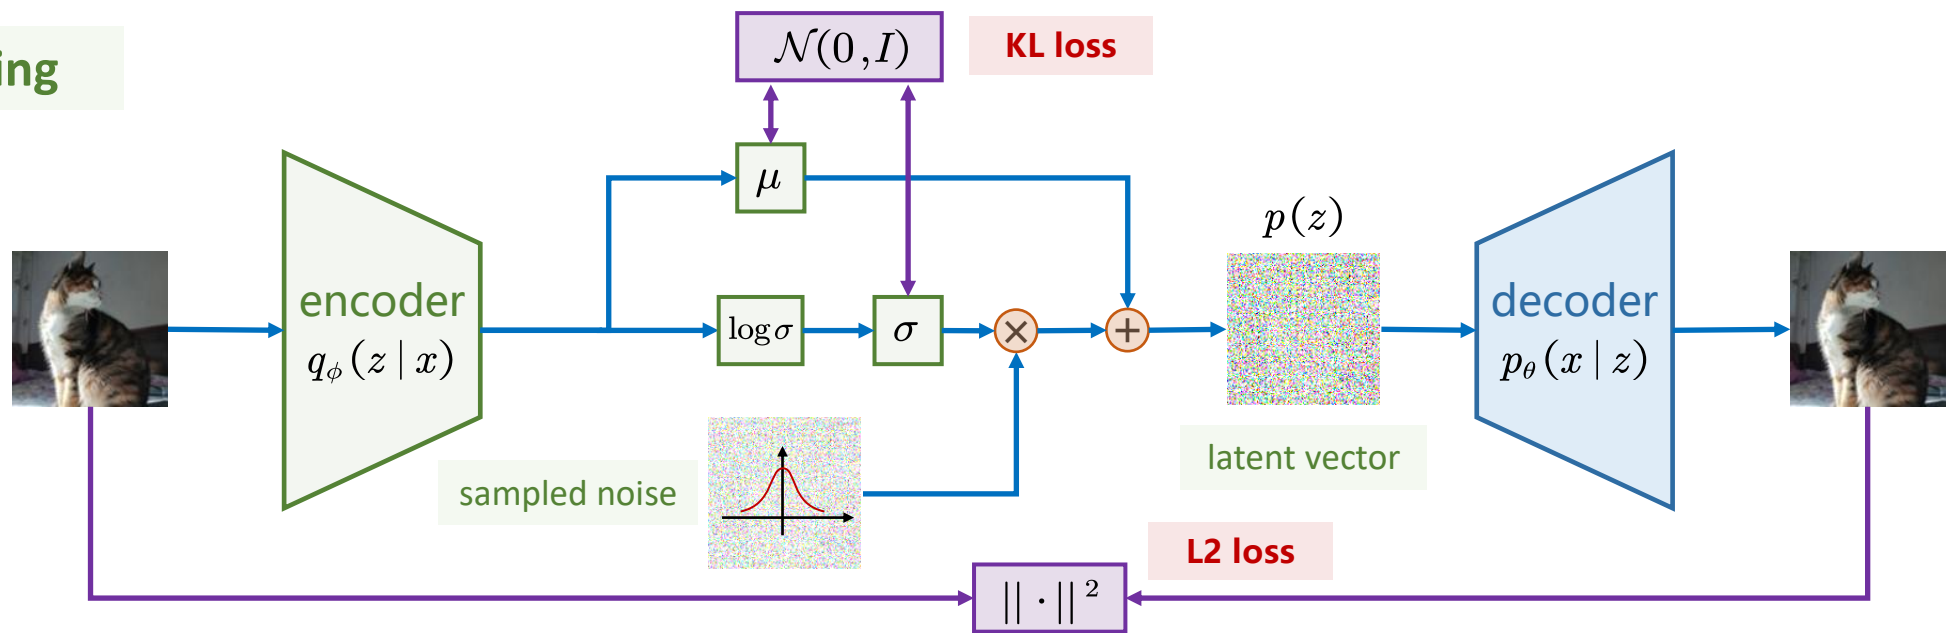 ing
𝒩(0,I)
KL loss
μ
p(z)
encoder
q_ϕ(z|x)
log σ
σ
×
+
decoder
p_θ(x|z)
sampled noise
latent vector
L2 loss
||·||²